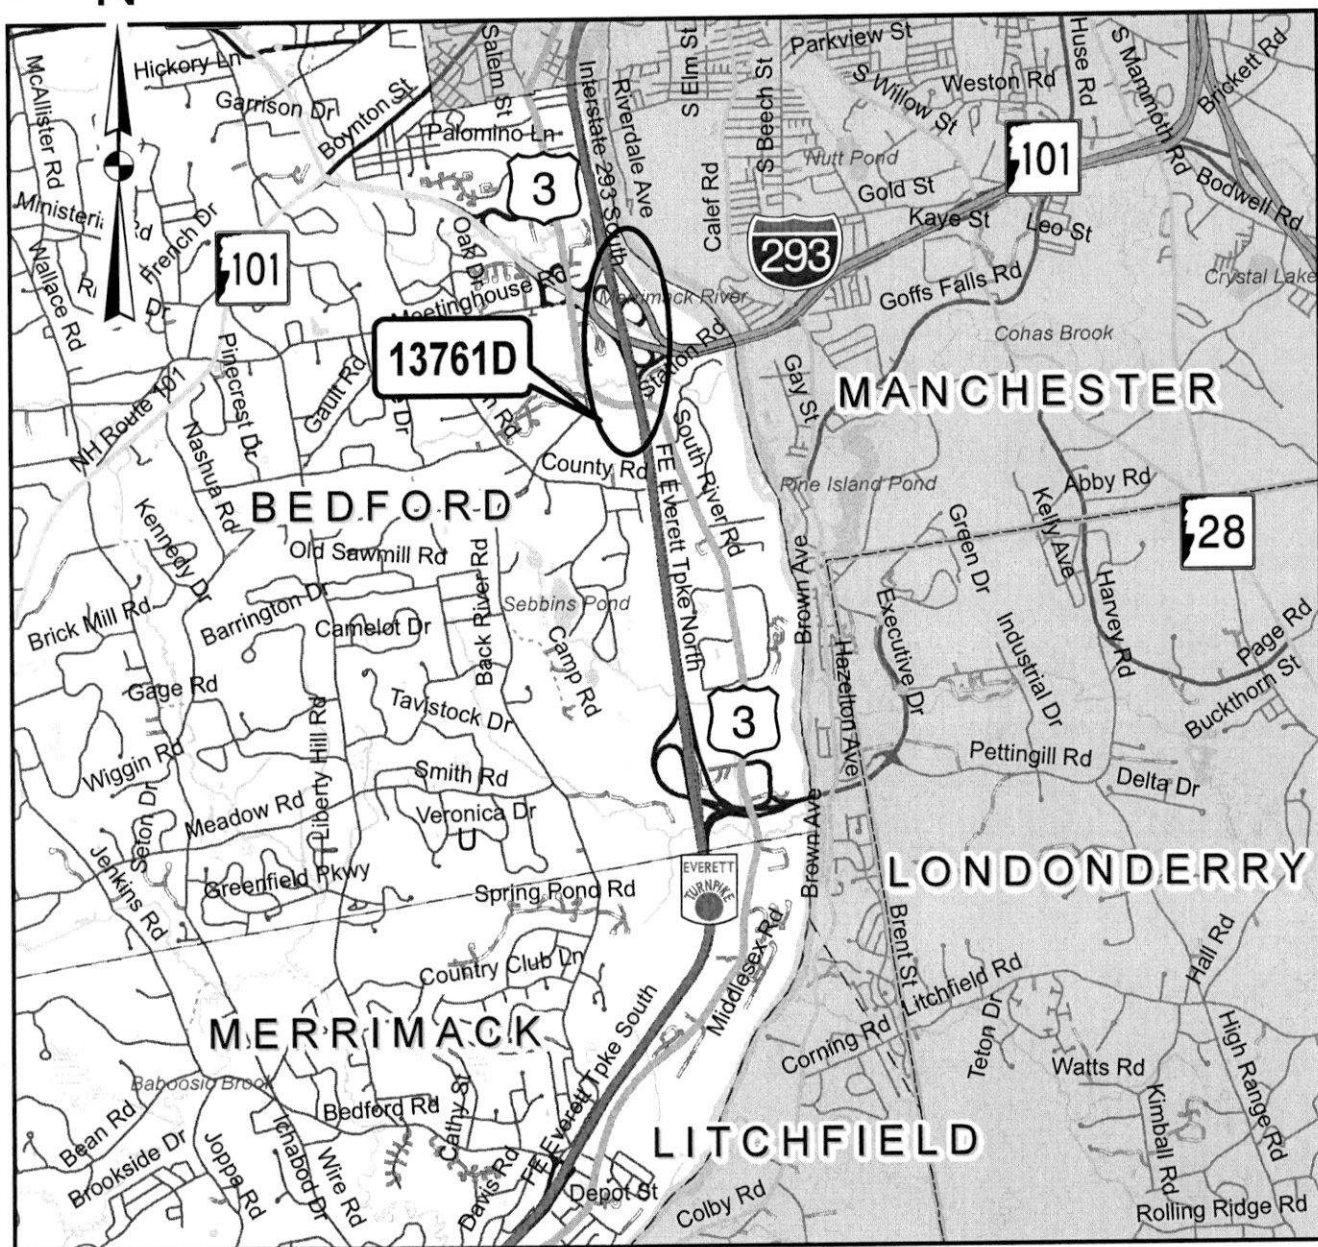 N
McAllister Rd
Hickory Ln
Garrison Dr
Boynton St
Salem St
Palomino Ln
3
Interstate 293 South
Riverdale Ave
S Elm St
S Beech St
Parkview St
S Willow St
Weston Rd
Huse Rd
S Mammoth Rd
Brickett Rd
Nutt Pond
101
Gold St
Kaye St
Leo St
Bodwell Rd
Calef Rd
293
Goffs Falls Rd
Crystal Lake
Cohas Brook
Wallace Rd
French Dr
101
Oak Dr
Meetinghouse Rd
Merrimack River
13761D
Station Rd
NH Route 101
Pinecrest Dr
Gault Rd
Nashua Rd
County Rd
South River Rd
Gay St
MANCHESTER
Pine Island Pond
Abby Rd
Kelly Ave
28
BEDFORD
Kennedy Dr
Old Sawmill Rd
Back River Rd
Sebbins Pond
Camp Rd
FE Everett Tpke North
Brown Ave
Green Dr
Executive Dr
Industrial Dr
Harvey Rd
Page Rd
Buckthorn St
Brick Mill Rd
Barrington Dr
Camelot Dr
Gage Rd
Tavistock Dr
3
Hazelton Ave
Pettingill Rd
Delta Dr
Wiggin Rd
Liberty Hill Rd
Smith Rd
Seton Dr
Meadow Rd
Veronica Dr
Brown Ave
Jenkins Rd
Greenfield Pkwy
Spring Pond Rd
EVERETT
TURNPIKE
LONDONDERRY
Brent St
Hall Rd
Country Club Ln
Middlesex Rd
Litchfield Rd
Teton Dr
MERRIMACK
Corning Rd
Watts Rd
High Range Rd
Kimball Rd
Baboosic Brook
Bedford Rd
Cathy St
FE Everett Tpke South
Bean Rd
Brookside Dr
Joppa Rd
Ichabod Dr
Wire Rd
Davis Rd
Depot St
LITCHFIELD
Colby Rd
Rolling Ridge Rd